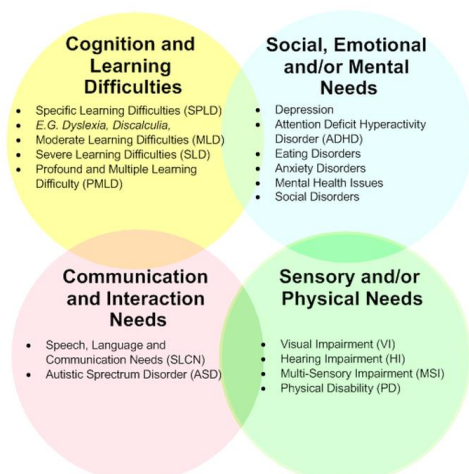 Cognition and
Learning
Difficulties
• Specific Learning Difficulties (SPLD)
• E.G. Dyslexia, Discalculia,
• Moderate Learning Difficulties (MLD)
• Severe Learning Difficulties (SLD)
• Profound and Multiple Learning
Difficulty (PMLD)
Social, Emotional
and/or Mental
Needs
• Depression
• Attention Deficit Hyperactivity
Disorder (ADHD)
• Eating Disorders
• Anxiety Disorders
• Mental Health Issues
• Social Disorders
Communication
and Interaction
Needs
• Speech, Language and
Communication Needs (SLCN)
• Autistic Spectrum Disorder (ASD)
Sensory and/or
Physical Needs
• Visual Impairment (VI)
• Hearing Impairment (HI)
• Multi-Sensory Impairment (MSI)
• Physical Disability (PD)